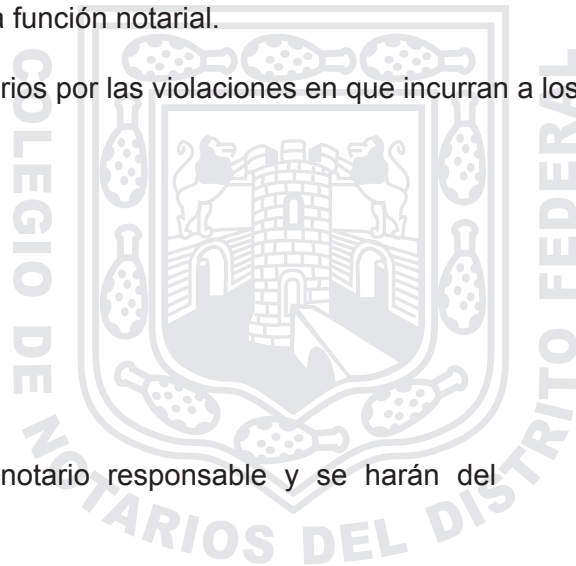 a función notarial.
rios por las violaciones en que incurran a los
notario responsable y se harán del
COLEGIO DE NOTARIOS DEL DISTRITO FEDERAL